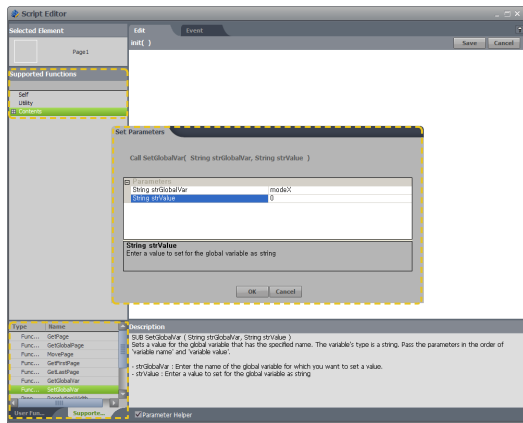 Script Editor
Selected Element
Page1
Supported Functions
Self
Utility
Contents
Edit
Event
init( )
Save
Cancel
Set Parameters
Call SetGlobalVar( String strGlobalVar, String strValue )
Parameters
String strGlobalVar
modeX
String strValue
0
String strValue
Enter a value to set for the global variable as string
OK
Cancel
Type
Name
Func... GetPage
Func... GetGlobalPage
Func... MovePage
Func... GetFirstPage
Func... GetLastPage
Func... GetGlobalVar
Func... SetGlobalVar
User Fun...
Supporte...
Description
SUB SetGlobalVar ( String strGlobalVar, String strValue )
Sets a value for the global variable that has the specified name. The variable's type is a string. Pass the parameters in the order of
'variable name' and 'variable value'.
- strGlobalVar : Enter the name of the global variable for which you want to set a value.
- strValue : Enter a value to set for the global variable as string
Parameter Helper